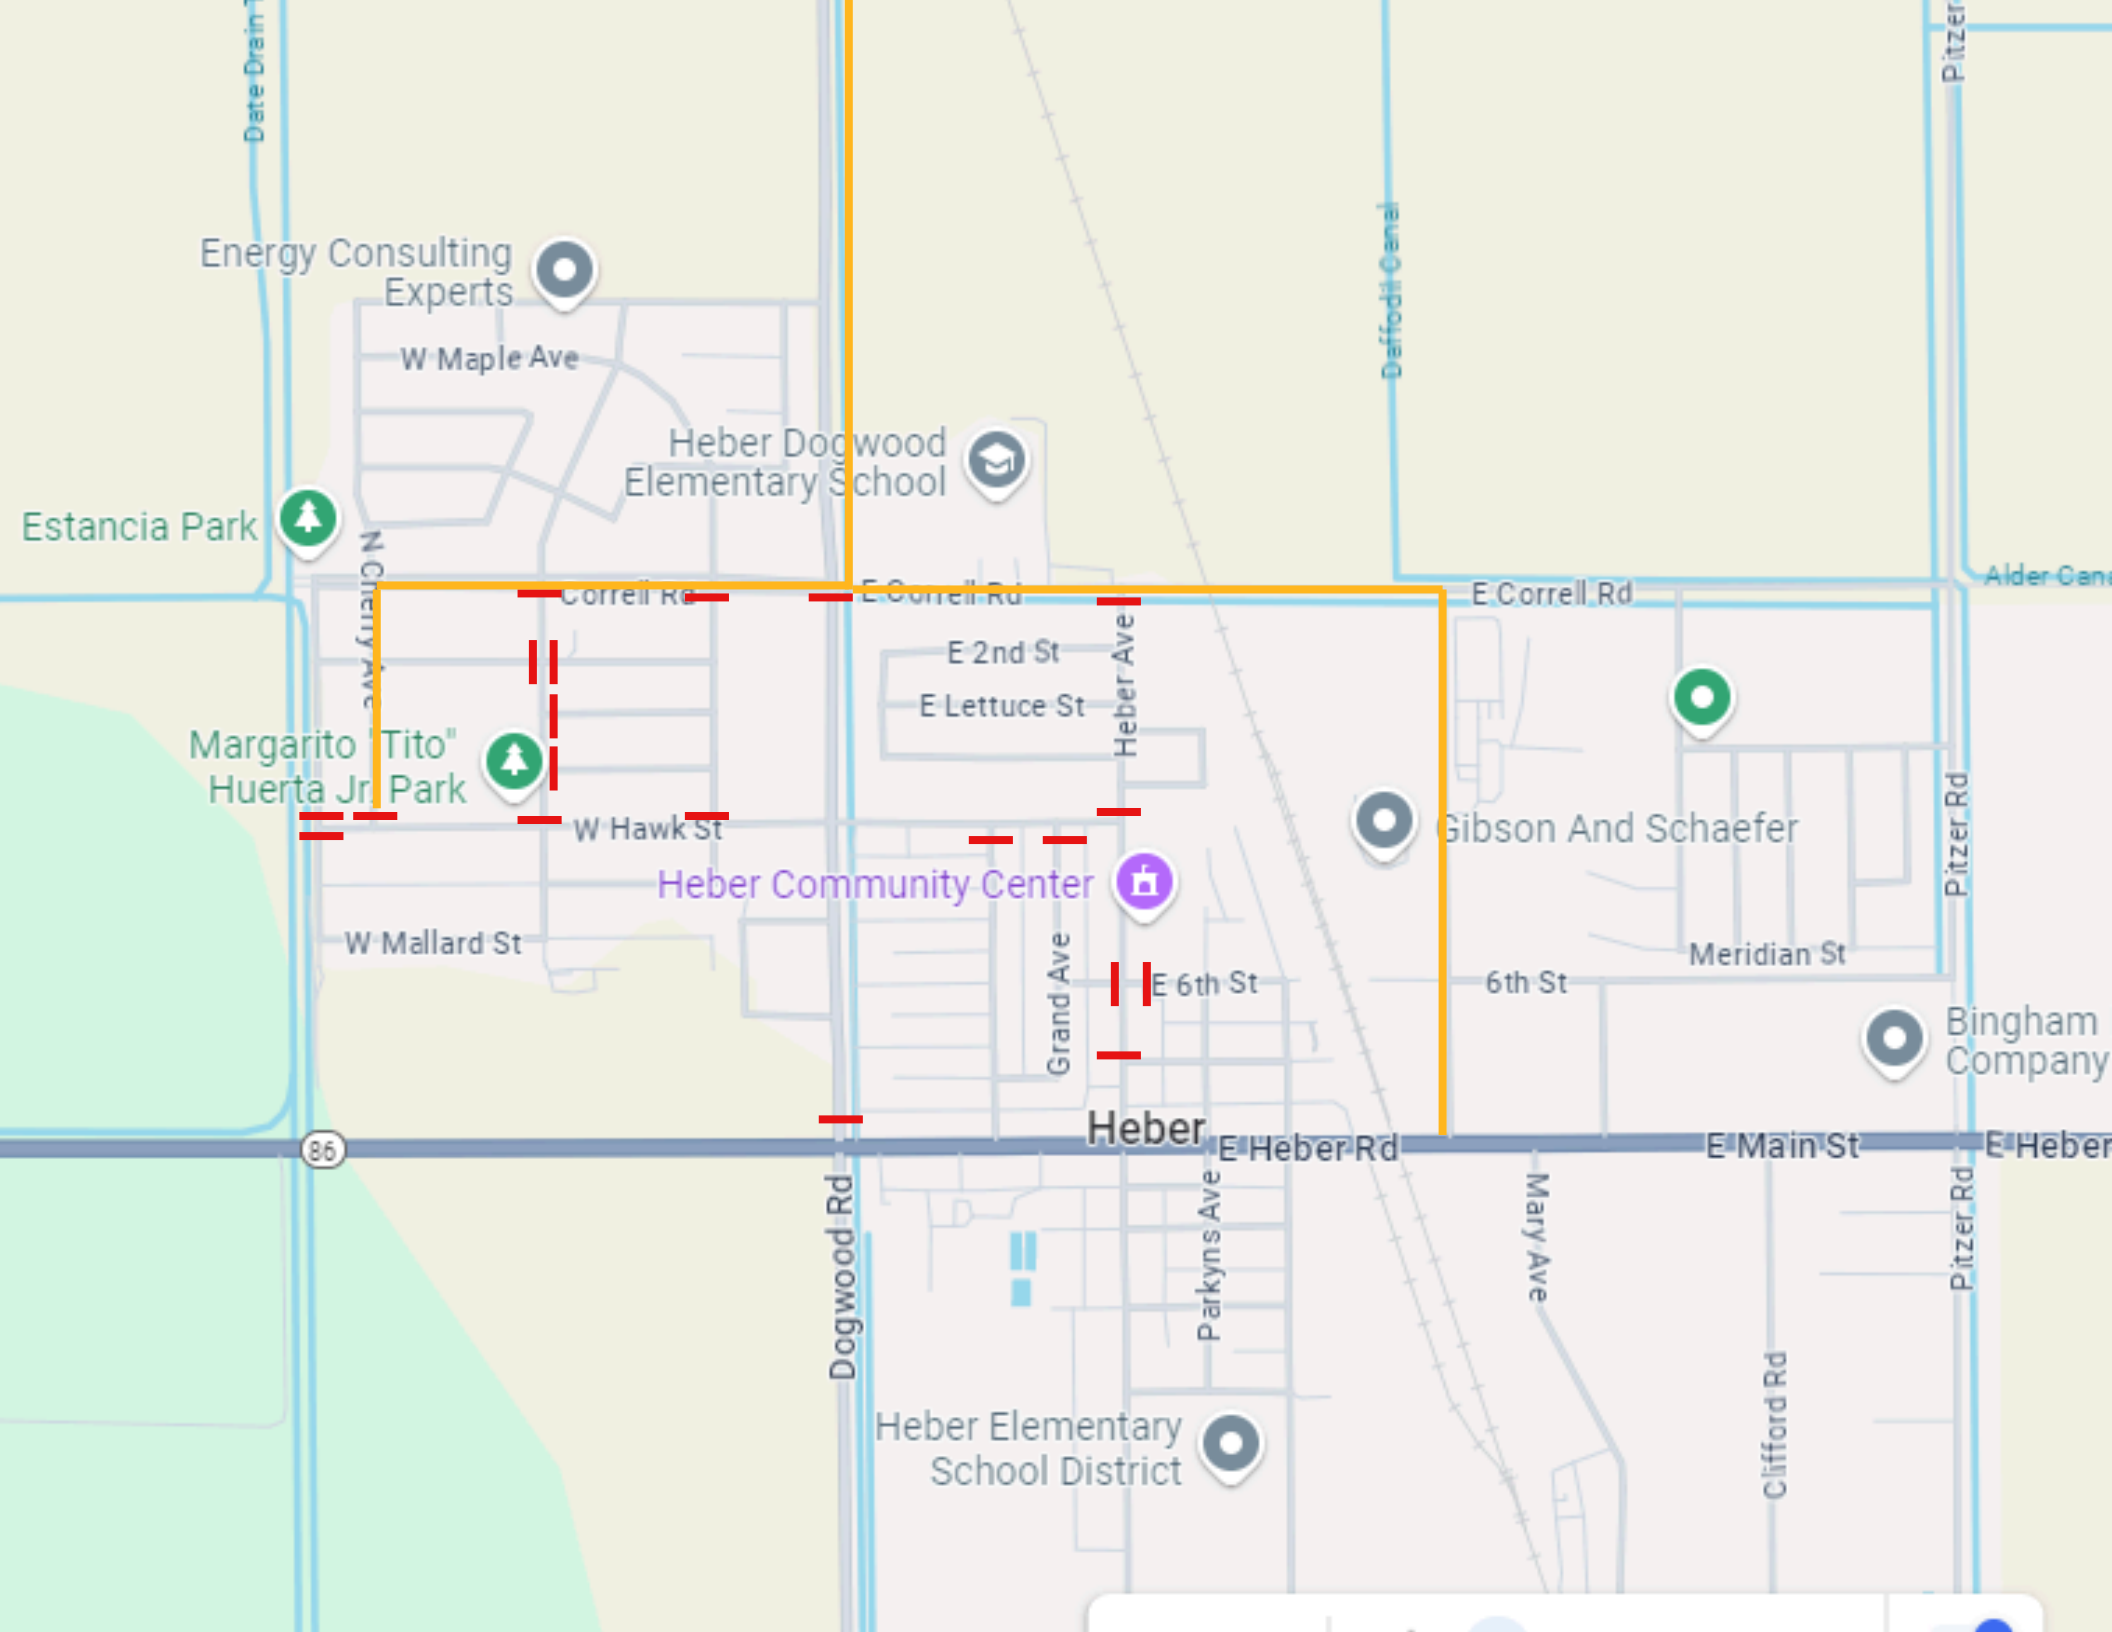 Date Drain
Pitzer
Energy Consulting
Experts
Daffodil Canal
W Maple Ave
Heber Dogwood
Elementary School
Estancia Park
N Cherry Ave
Correll Rd
E Correll Rd
E Correll Rd
Alder Cana
E 2nd St
Heber Ave
E Lettuce St
Margarito "Tito"
Huerta Jr. Park
W Hawk St
Gibson And Schaefer
Pitzer Rd
Heber Community Center
W Mallard St
Grand Ave
Meridian St
E 6th St
6th St
Bingham
Company
Heber
86
E Heber Rd
E Main St
E Heber
Dogwood Rd
Parkyns Ave
Mary Ave
Pitzer Rd
Clifford Rd
Heber Elementary
School District